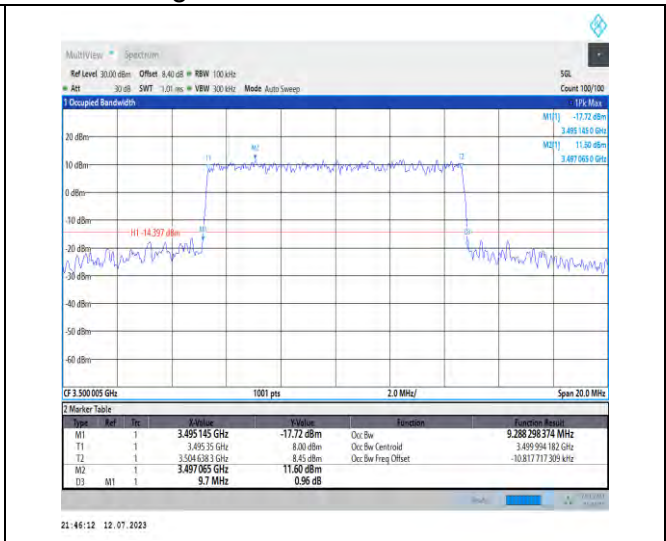 MultiView Spectrum
Ref Level 30.00 dBm Offset 8.40 dB RBW 100 kHz SGL
Att 30 dB SWT 1.01 ms VBW 300 kHz Mode Auto Sweep Count 100/100
1 Occupied Bandwidth 1Pk Max
M1[1] -17.72 dBm
3.495 145 0 GHz
M2[1] 11.60 dBm
3.497 065 0 GHz
20 dBm
M2
T1
T2
10 dBm
0 dBm
-10 dBm
H1 -14.397 dBm
M1
D3
-20 dBm
-30 dBm
-40 dBm
-50 dBm
-60 dBm
CF 3.500 005 GHz 1001 pts 2.0 MHz/ Span 20.0 MHz
2 Marker Table
Type Ref Trc X-Value Y-Value Function Function Result
M1 1 3.495145 GHz -17.72 dBm Occ Bw 9.288 298 374 MHz
T1 1 3.495 35 GHz 8.00 dBm Occ Bw Centroid 3.499 994 182 GHz
T2 1 3.504 638 3 GHz 8.45 dBm Occ Bw Freq Offset -10.817 717 309 kHz
M2 1 3.497 065 GHz 11.60 dBm
D3 M1 1 9.7 MHz 0.96 dB
21:46:12 12.07.2023